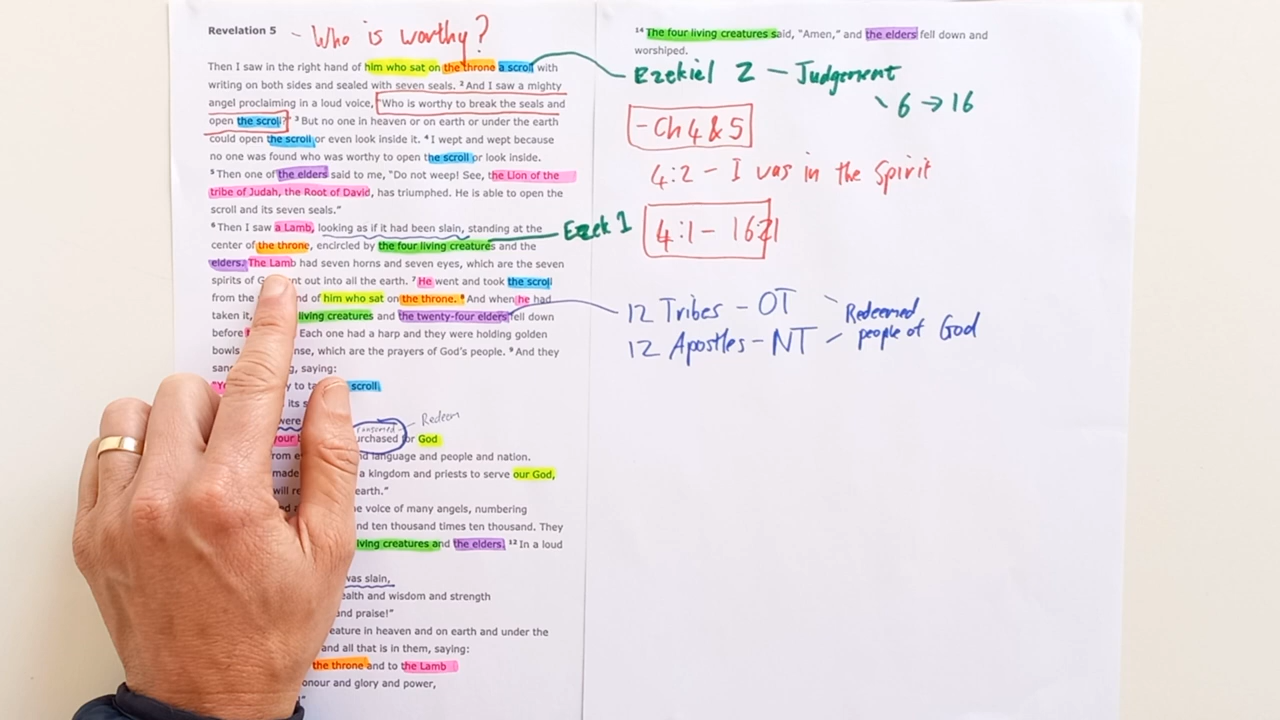 Revelation 5 - Who is worthy?
Then I saw in the right hand of him who sat on the throne a scroll with
writing on both sides and sealed with seven seals. 2 And I saw a mighty
angel proclaiming in a loud voice, "Who is worthy to break the seals and
open the scroll?" 3 But no one in heaven or on earth or under the earth
could open the scroll or even look inside it. 4 I wept and wept because
no one was found who was worthy to open the scroll or look inside.
5 Then one of the elders said to me, "Do not weep! See, the Lion of the
tribe of Judah, the Root of David, has triumphed. He is able to open the
scroll and its seven seals."
6 Then I saw a Lamb, looking as if it had been slain, standing at the
center of the throne, encircled by the four living creatures and the
elders. The Lamb had seven horns and seven eyes, which are the seven
spirits of G nt out into all the earth. 7 He went and took the scroll
from the nd of him who sat on the throne. 8 And when he had
taken it, living creatures and the twenty-four elders fell down
before Each one had a harp and they were holding golden
bowls nse, which are the prayers of God's people. 9 And they
san g, saying:
y to ta scroll
its s
were
your urchased for God
rom e nd language and people and nation.
made a kingdom and priests to serve our God,
will re earth."
e voice of many angels, numbering
nd ten thousand times ten thousand. They
living creatures and the elders. 12 In a loud
was slain,
ealth and wisdom and strength
and praise!"
eature in heaven and on earth and under the
and all that is in them, saying:
the throne and to the Lamb
onour and glory and power,
Redeem
14 The four living creatures said, "Amen," and the elders fell down and
worshiped.
Ezekiel 2 - Judgement
6 → 16
- Ch 4 & 5
4:2 - I was in the Spirit
Ezek 1
4:1 - 16:21
12 Tribes - OT
12 Apostles - NT
Redeemed
people of God